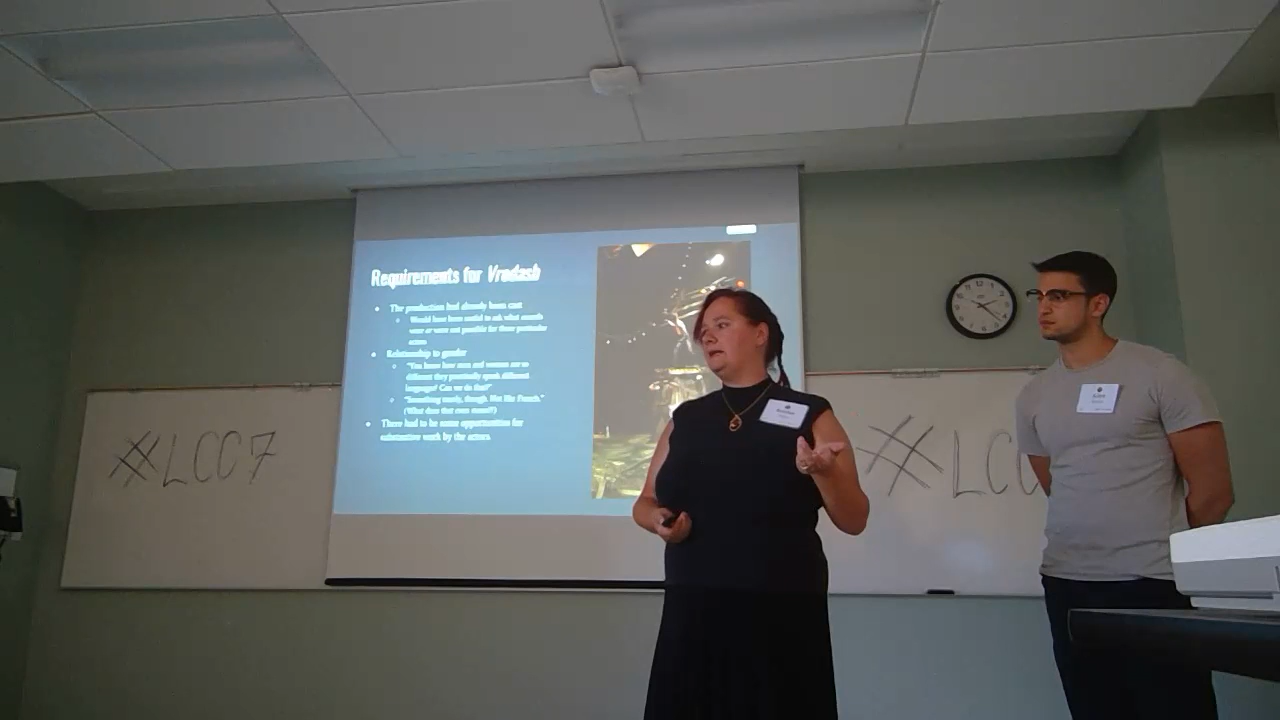 Requirements for Vrodash
The production had already been cast
Would have been useful to ask what sounds
were or were not possible for those particular
actors
Relationship to gender
"You know how men and women are so
different they practically speak different
languages? Can we do that?"
"Something murky, though. Not like French."
(What does that even mean?)
There had to be some opportunities for
substantive work by the actors.
#LCC7
#LCC